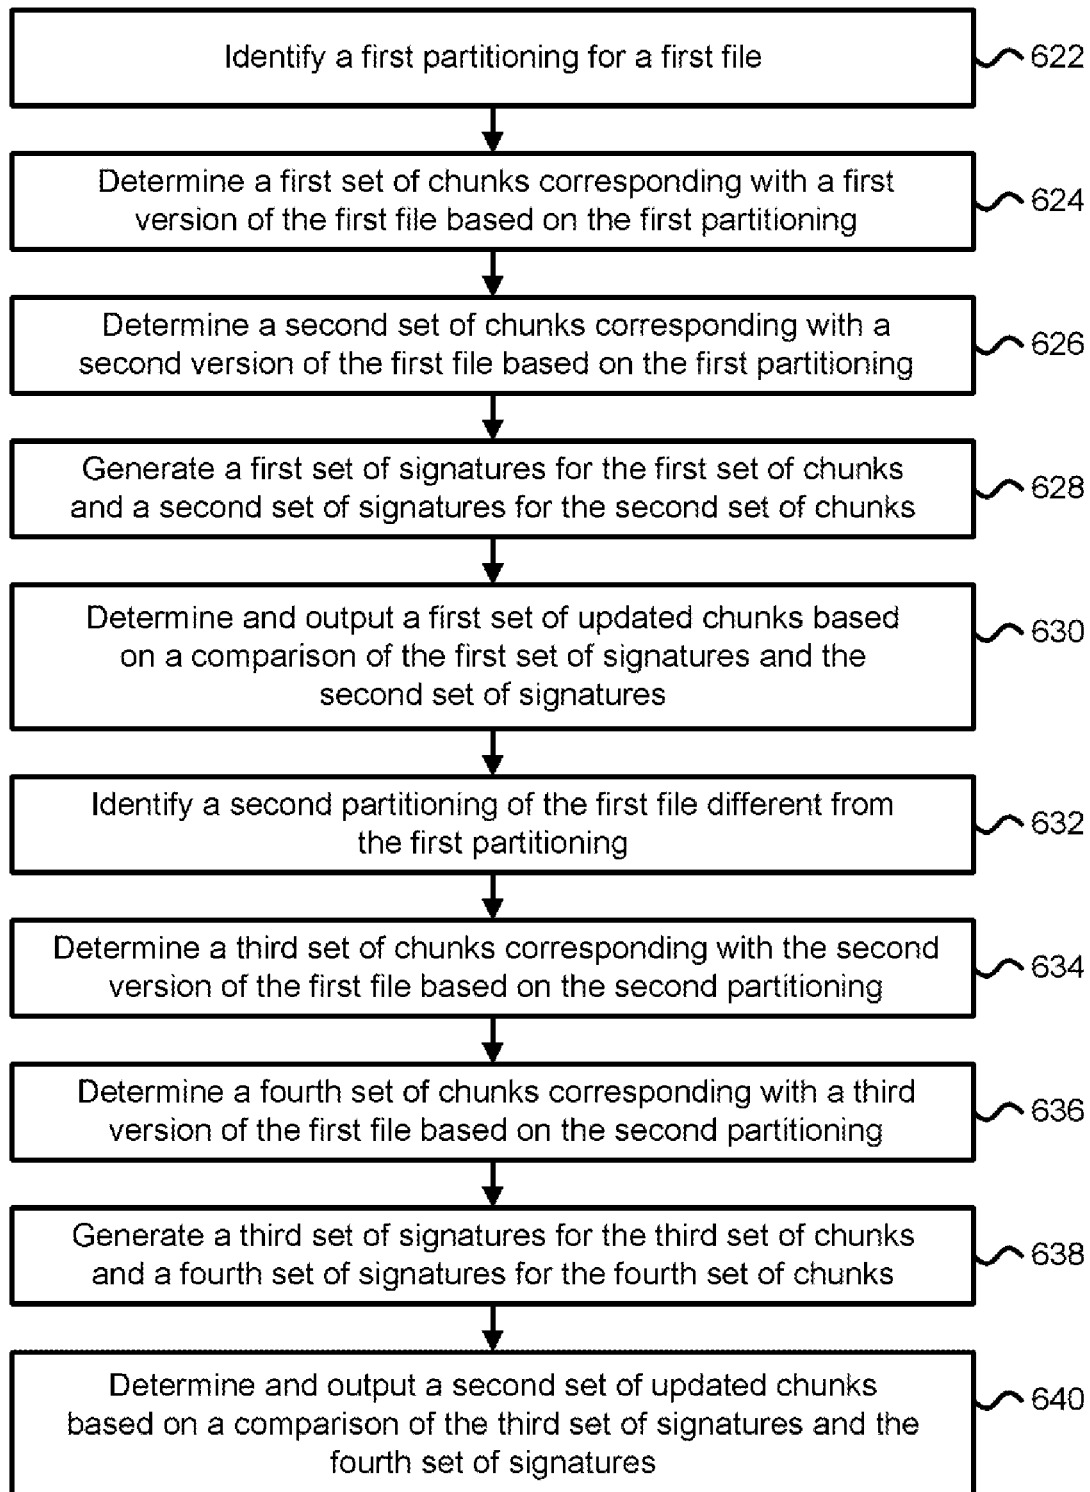 Identify a first partitioning for a first file
622
Determine a first set of chunks corresponding with a first
version of the first file based on the first partitioning
624
Determine a second set of chunks corresponding with a
second version of the first file based on the first partitioning
626
Generate a first set of signatures for the first set of chunks
and a second set of signatures for the second set of chunks
628
Determine and output a first set of updated chunks based
on a comparison of the first set of signatures and the
second set of signatures
630
Identify a second partitioning of the first file different from
the first partitioning
632
Determine a third set of chunks corresponding with the second
version of the first file based on the second partitioning
634
Determine a fourth set of chunks corresponding with a third
version of the first file based on the second partitioning
636
Generate a third set of signatures for the third set of chunks
and a fourth set of signatures for the fourth set of chunks
638
Determine and output a second set of updated chunks
based on a comparison of the third set of signatures and the
fourth set of signatures
640